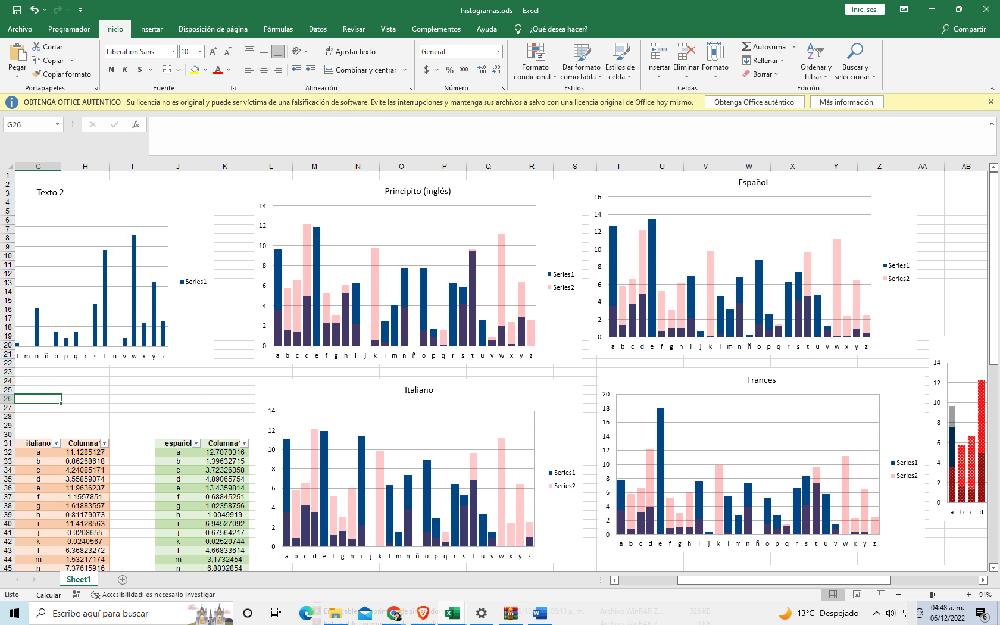 histogramas.ods - Excel
Inic. ses.
Archivo Programador Inicio Insertar Disposición de página Fórmulas Datos Revisar Vista Complementos Ayuda ¿Qué desea hacer? Compartir
Pegar
Cortar
Copiar
Copiar formato
Portapapeles
Liberation Sans 10
N K S
Fuente
Ajustar texto
Combinar y centrar
Alineación
General
$ % 000
Número
Formato condicional
Dar formato como tabla
Estilos de celda
Estilos
Insertar Eliminar Formato
Celdas
Autosuma
Rellenar
Borrar
Ordenar y filtrar
Buscar y seleccionar
Edición
OBTENGA OFFICE AUTÉNTICO Su licencia no es original y puede ser víctima de una falsificación de software. Evite las interrupciones y mantenga sus archivos a salvo con una licencia original de Office hoy mismo. Obtenga Office auténtico Más información
G26 fx
G H I J K L M N O P Q R S T U V W X Y Z AA AB
1
2
3
4
5
6
7
8
9
10
11
12
13
14
15
16
17
18
19
20
21
22
23
24
25
26
27
28
29
30
Texto 2
Series1
l m n ñ o p q r s t u v w x y z
Principito (inglés)
14
12
10
8
6
4
2
0
a b c d e f g h i j k l m n ñ o p q r s t u v w x y z
Series1
Series2
Español
16
14
12
10
8
6
4
2
0
a b c d e f g h i j k l m n ñ o p q r s t u v w x y z
Series1
Series2
Italiano
14
12
10
8
6
4
2
0
a b c d e f g h i j k l m n ñ o p q r s t u v w x y z
Series1
Series2
Frances
20
18
16
14
12
10
8
6
4
2
0
a b c d e f g h i j k l m n ñ o p q r s t u v w x y z
Series1
Series2
14
12
10
8
6
4
2
0
a b c d
31 italiano Columna español Columna
32 a 11.1285127 a 12.7070316
33 b 0.86268618 b 1.39632715
34 c 4.24085171 c 3.72326358
35 d 3.55859074 d 4.89065754
36 e 11.9636237 e 13.4359814
37 f 1.1557851 f 0.68845251
38 g 1.61883557 g 1.02358756
39 h 0.81179073 h 1.0049919
40 i 11.4128563 i 6.94527092
41 j 0.0208655 j 0.67564217
42 k 0.0240567 k 0.02520744
43 l 6.36823272 l 4.66833614
44 m 1.53217174 m 3.1732454
45 n 7.37615916 n 6.8832854
Sheet1
Listo Calcular Accesibilidad: es necesario investigar 91%
Escribe aquí para buscar
13°C Despejado
04:48 a. m.
06/12/2022
6